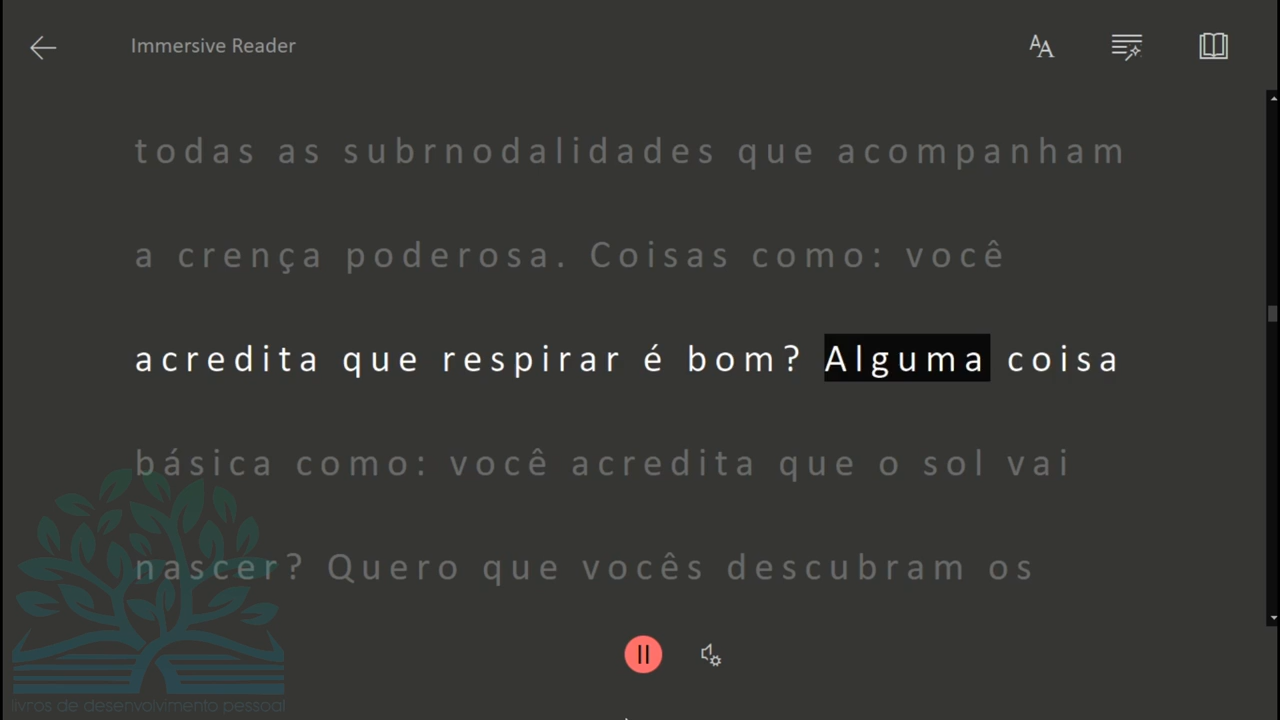 Immersive Reader
todas as subrnodalidades que acompanham
a crença poderosa. Coisas como: você
acredita que respirar é bom? Alguma coisa
básica como: você acredita que o sol vai
nascer? Quero que vocês descubram os
livros de desenvolvimento pessoal